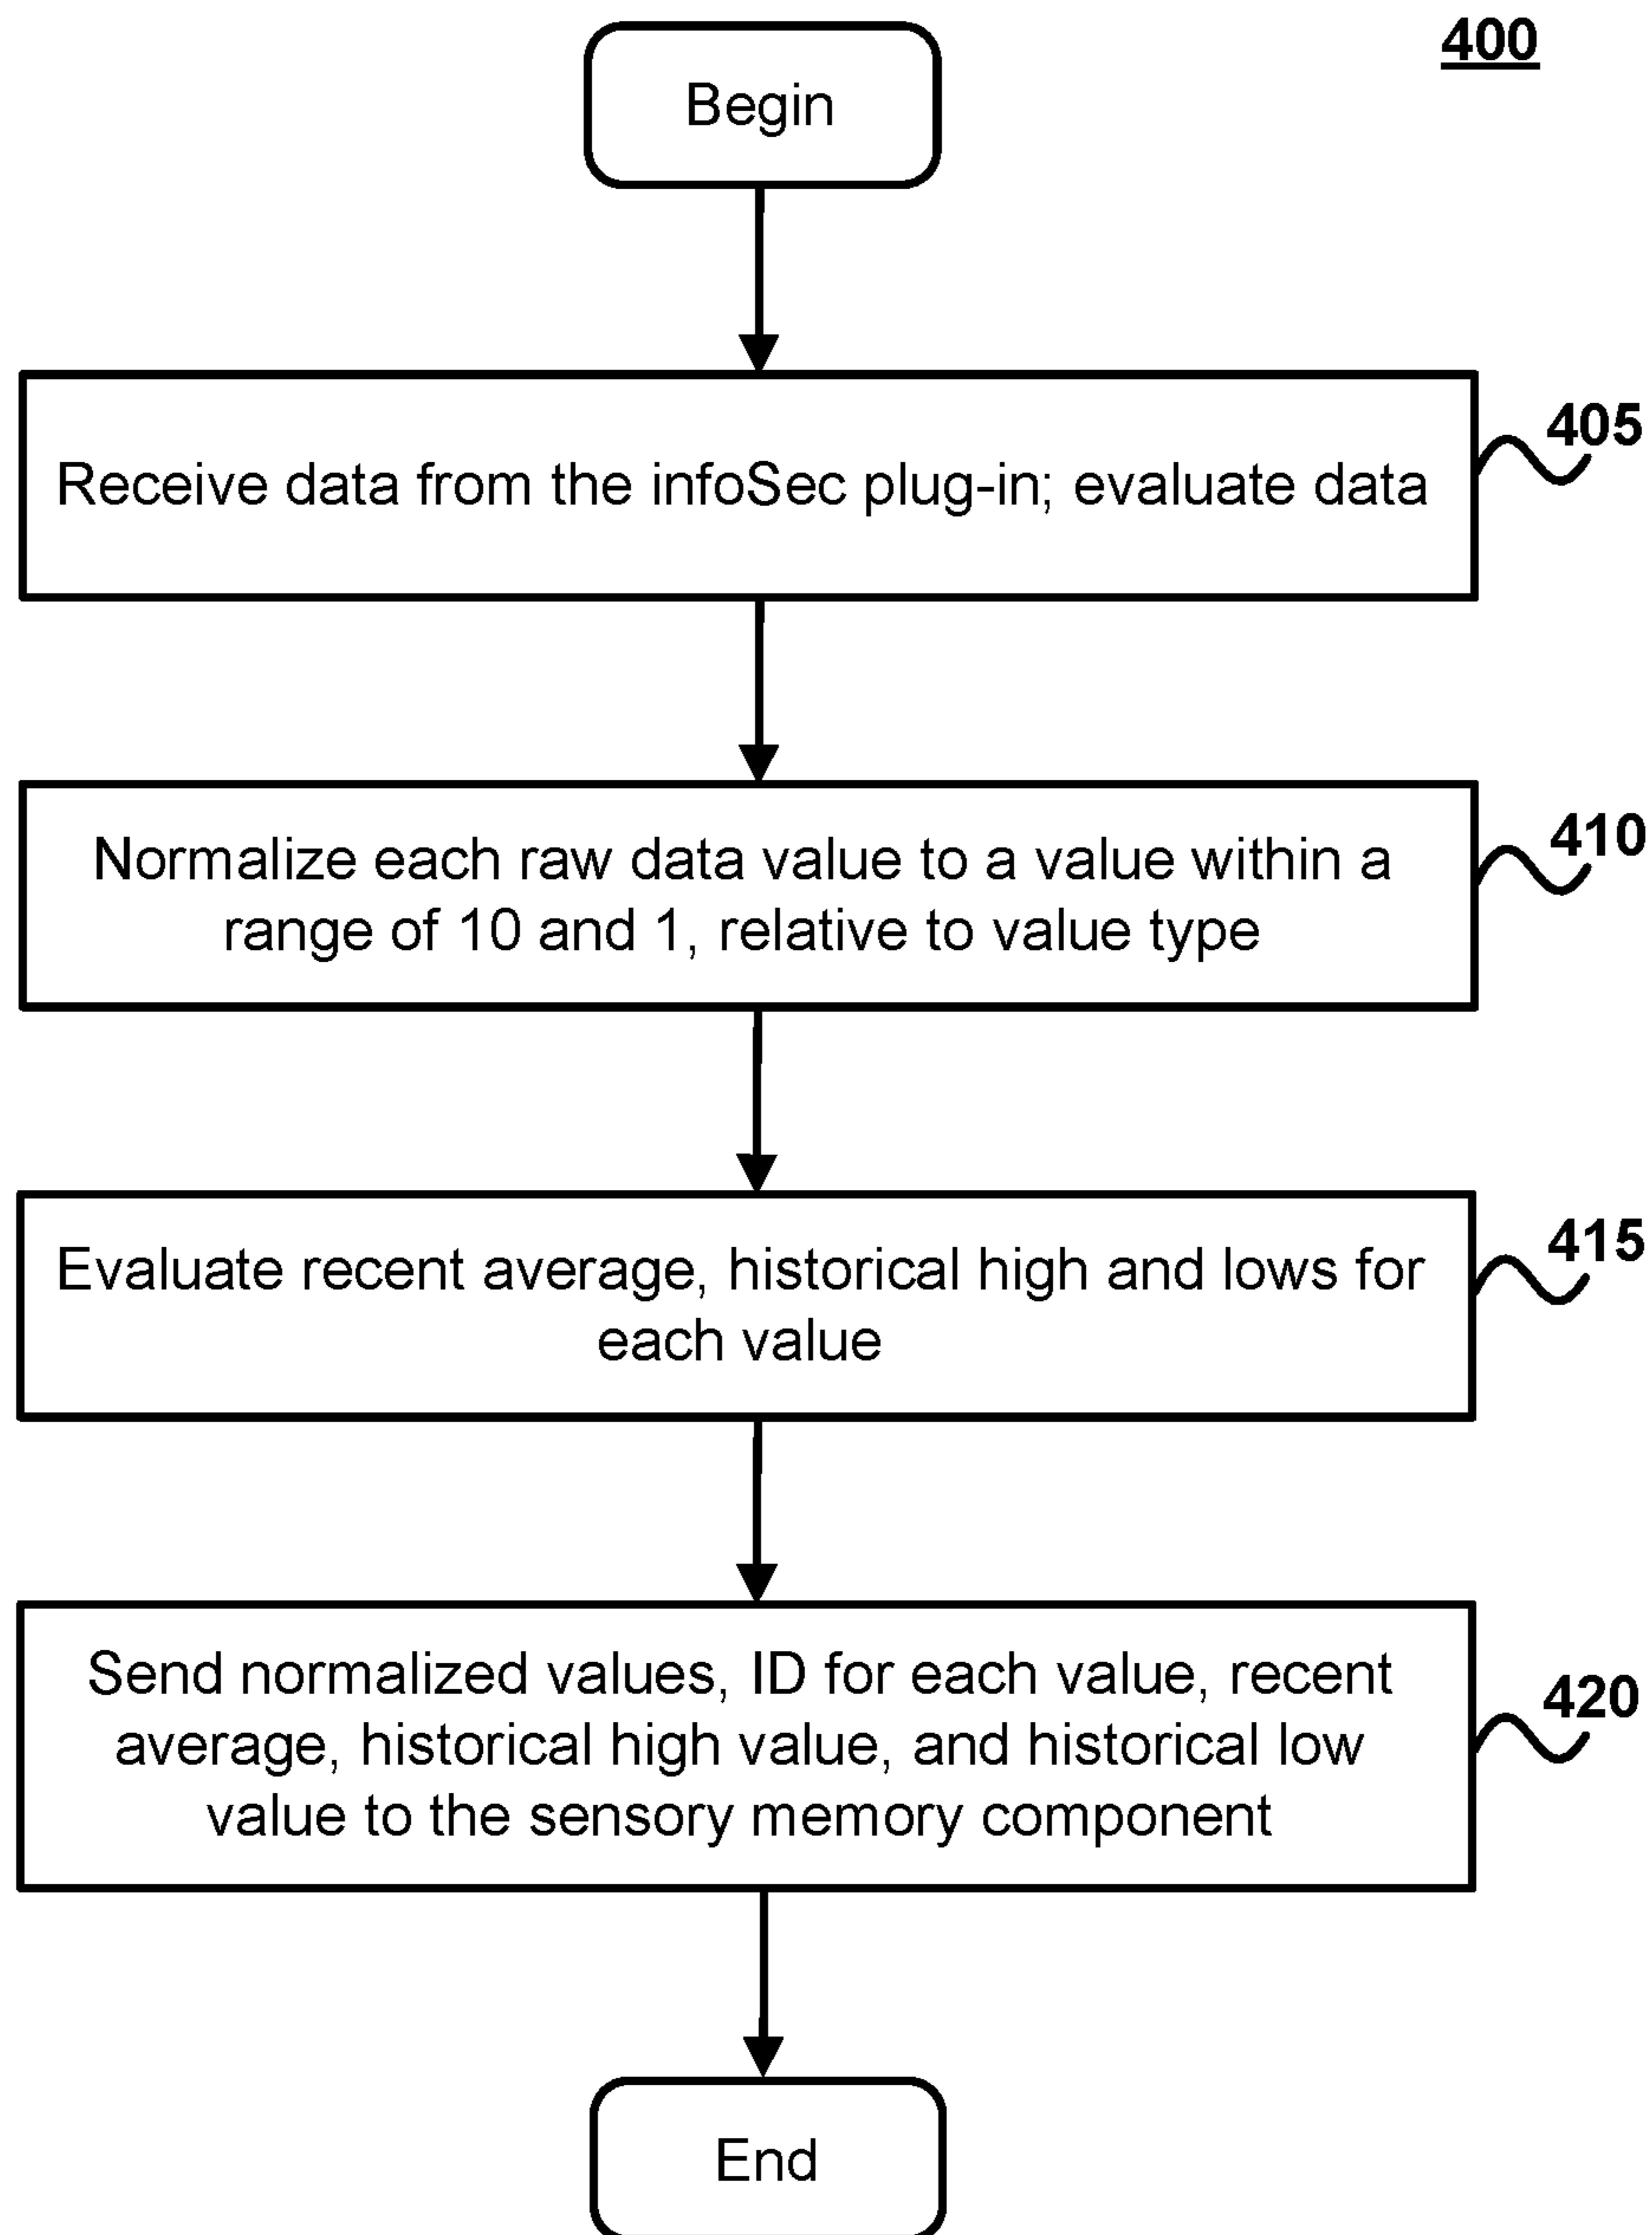 400
Begin
Receive data from the infoSec plug-in; evaluate data
405
Normalize each raw data value to a value within a
range of 10 and 1, relative to value type
410
Evaluate recent average, historical high and lows for
each value
415
Send normalized values, ID for each value, recent
average, historical high value, and historical low
value to the sensory memory component
420
End